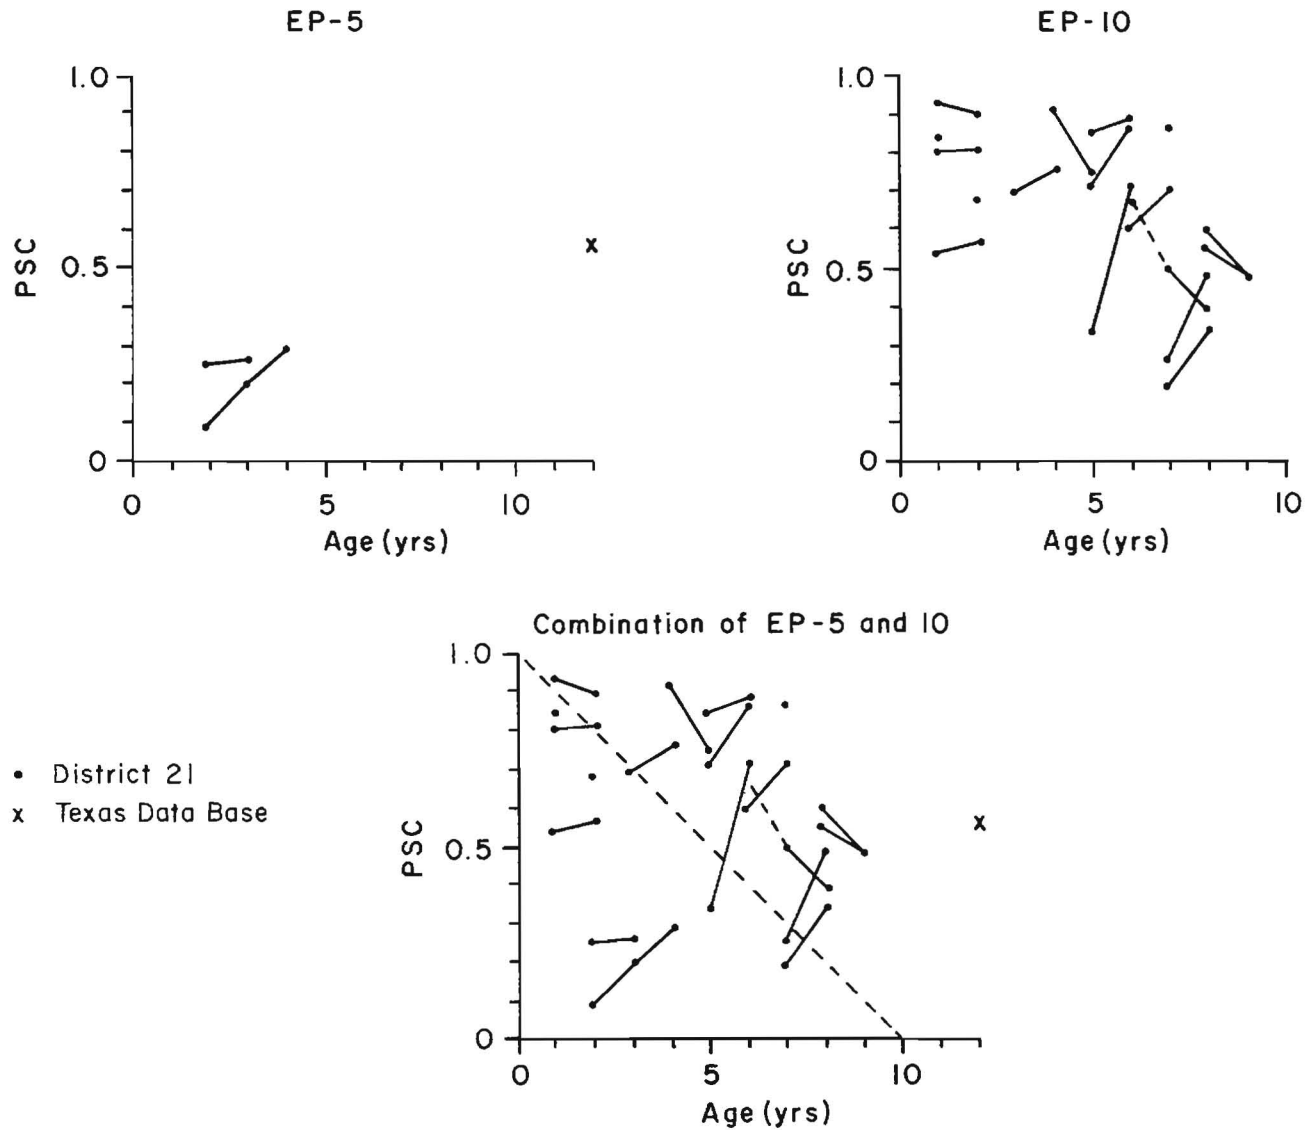 EP-5
1.0
0.5
0
PSC
0 5 10
Age (yrs)
x
EP-10
1.0
0.5
0
PSC
0 5 10
Age (yrs)
Combination of EP-5 and 10
1.0
0.5
0
PSC
0 5 10
Age (yrs)
x
• District 21
x Texas Data Base